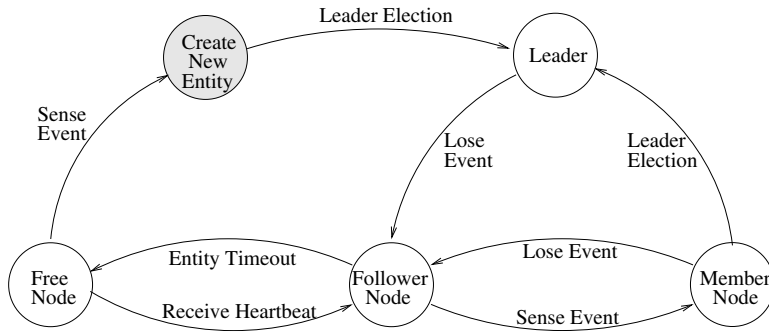 Leader Election
Create
New
Entity
Leader
Sense
Event
Lose
Event
Leader
Election
Entity Timeout
Lose Event
Free
Node
Follower
Node
Member
Node
Receive Heartbeat
Sense Event